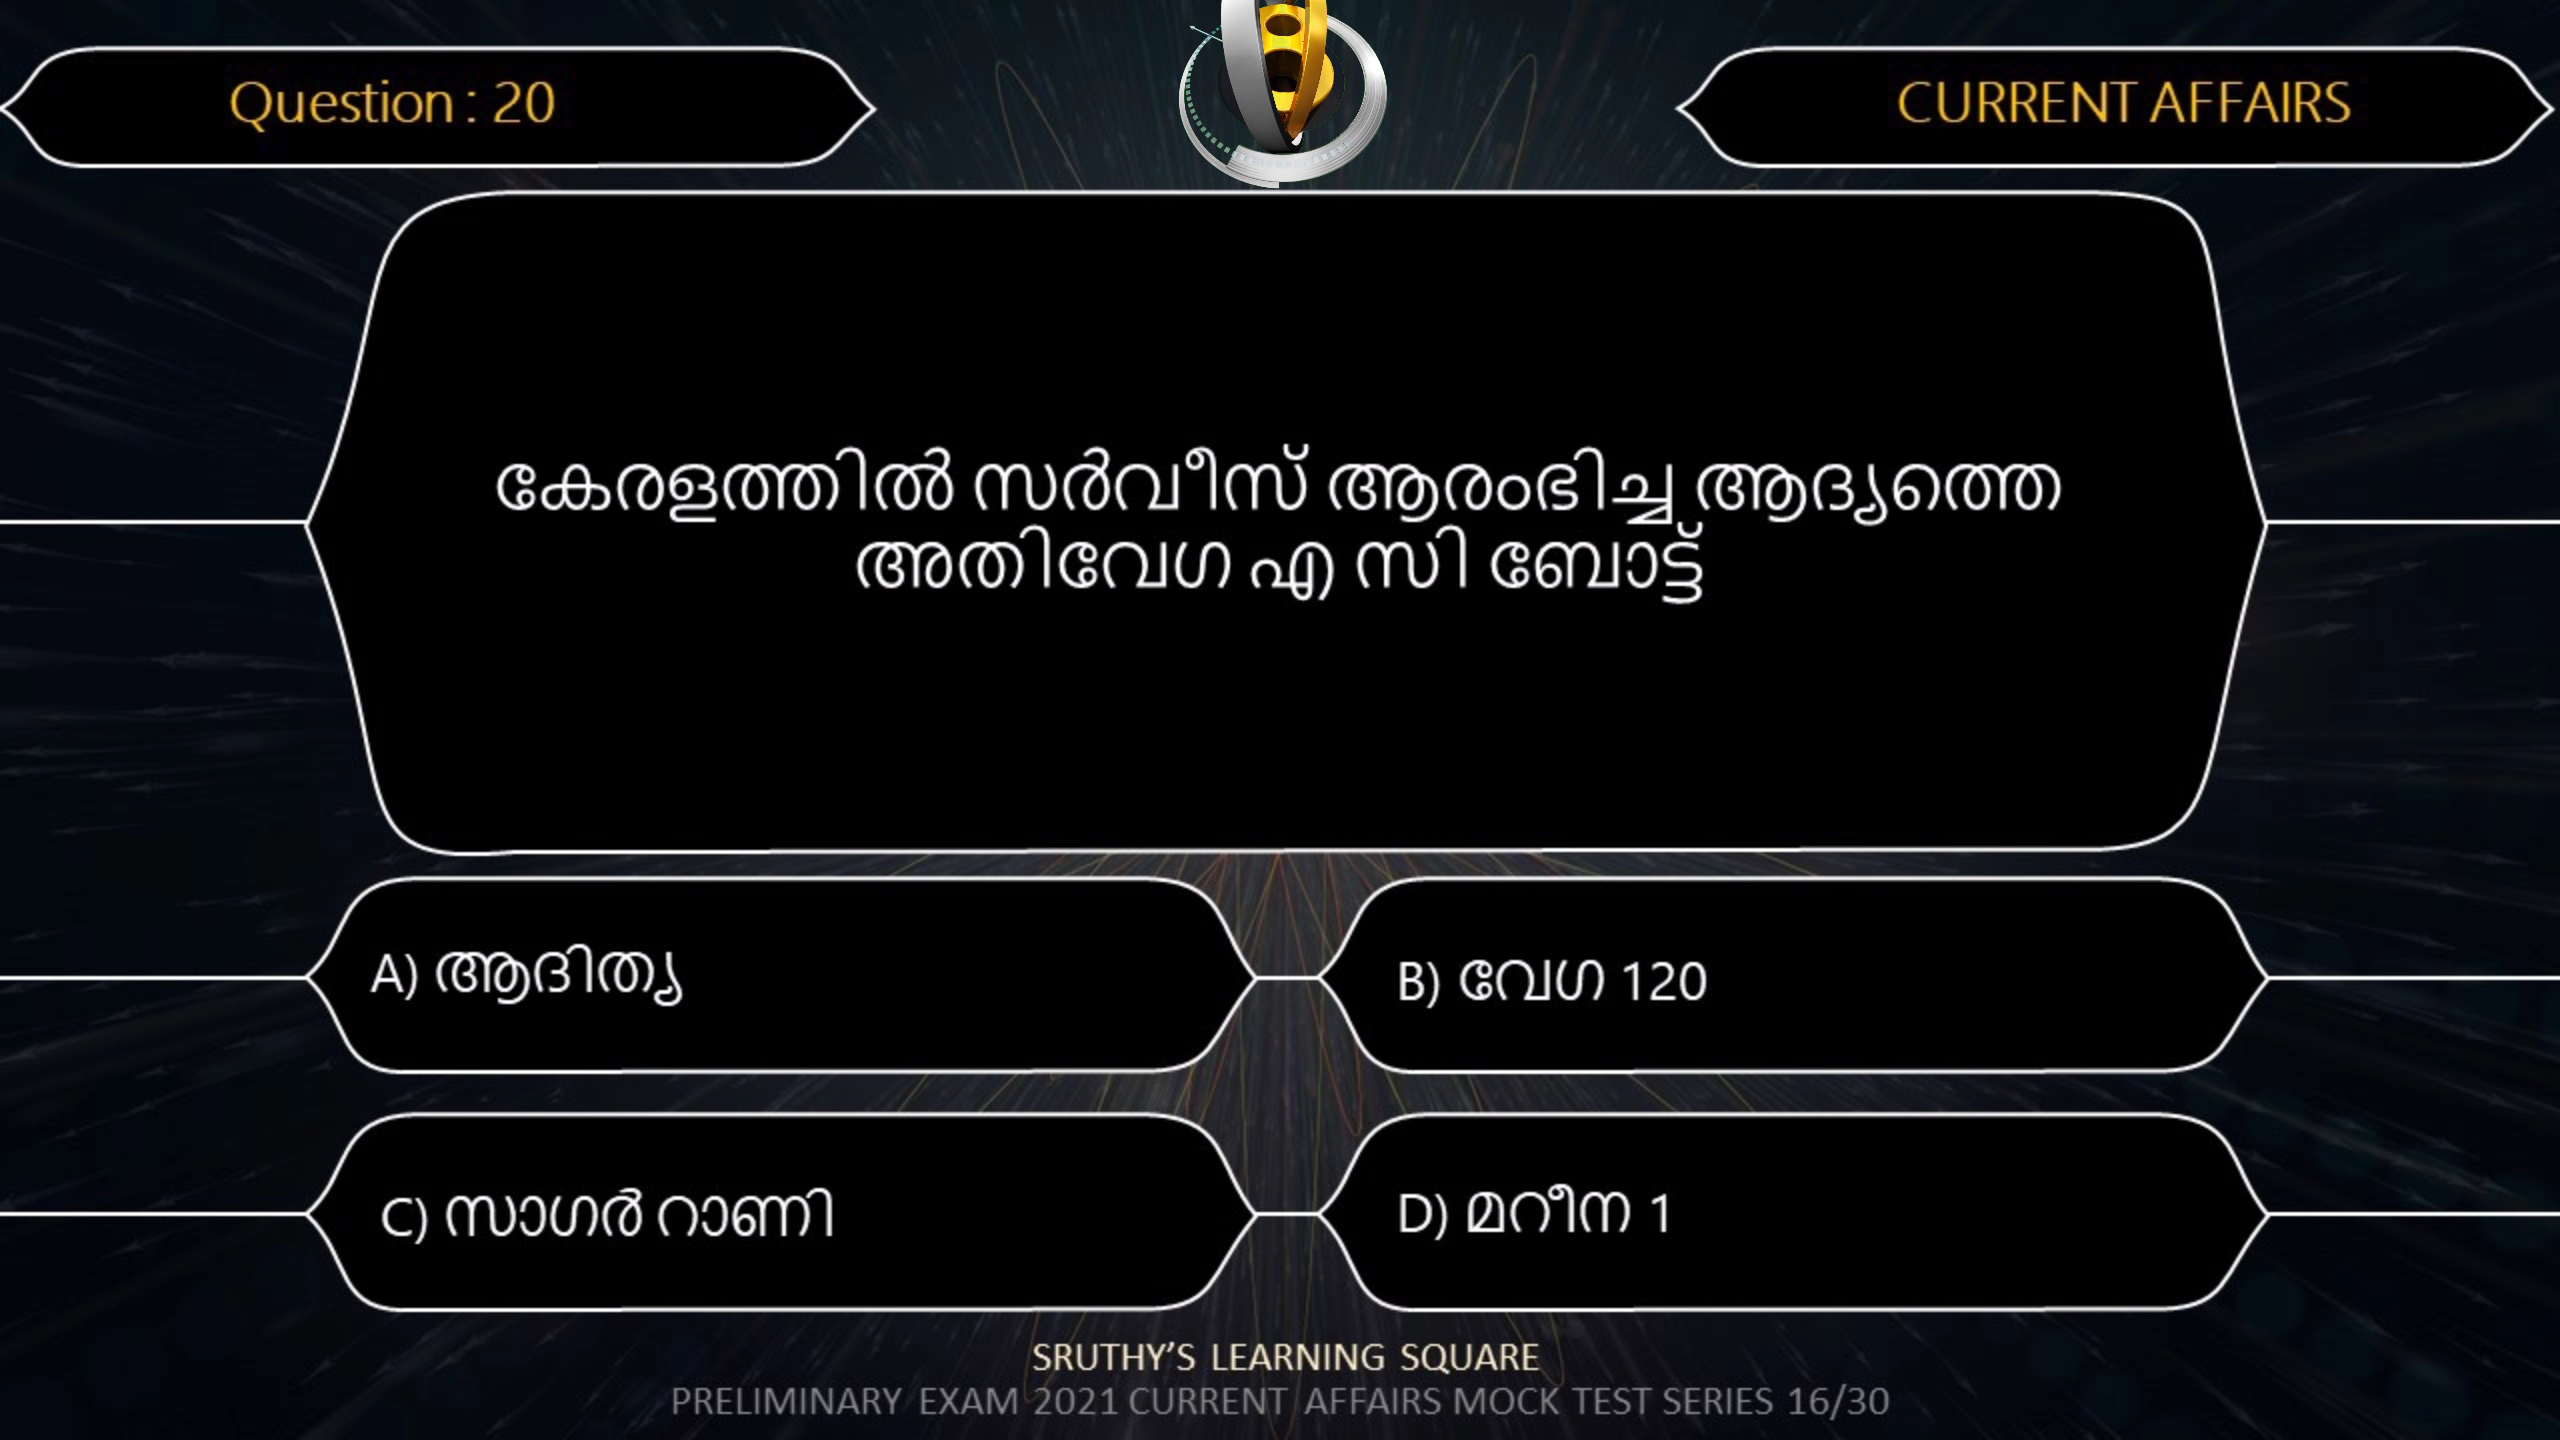 Question : 20
CURRENT AFFAIRS
കേരളത്തിൽ സർവീസ് ആരംഭിച്ച ആദ്യത്തെ
അതിവേഗ എ സി ബോട്ട്
A) ആദിത്യ
B) വേഗ 120
C) സാഗർ റാണി
D) മറീന 1
SRUTHY’S LEARNING SQUARE
PRELIMINARY EXAM 2021 CURRENT AFFAIRS MOCK TEST SERIES 16/30